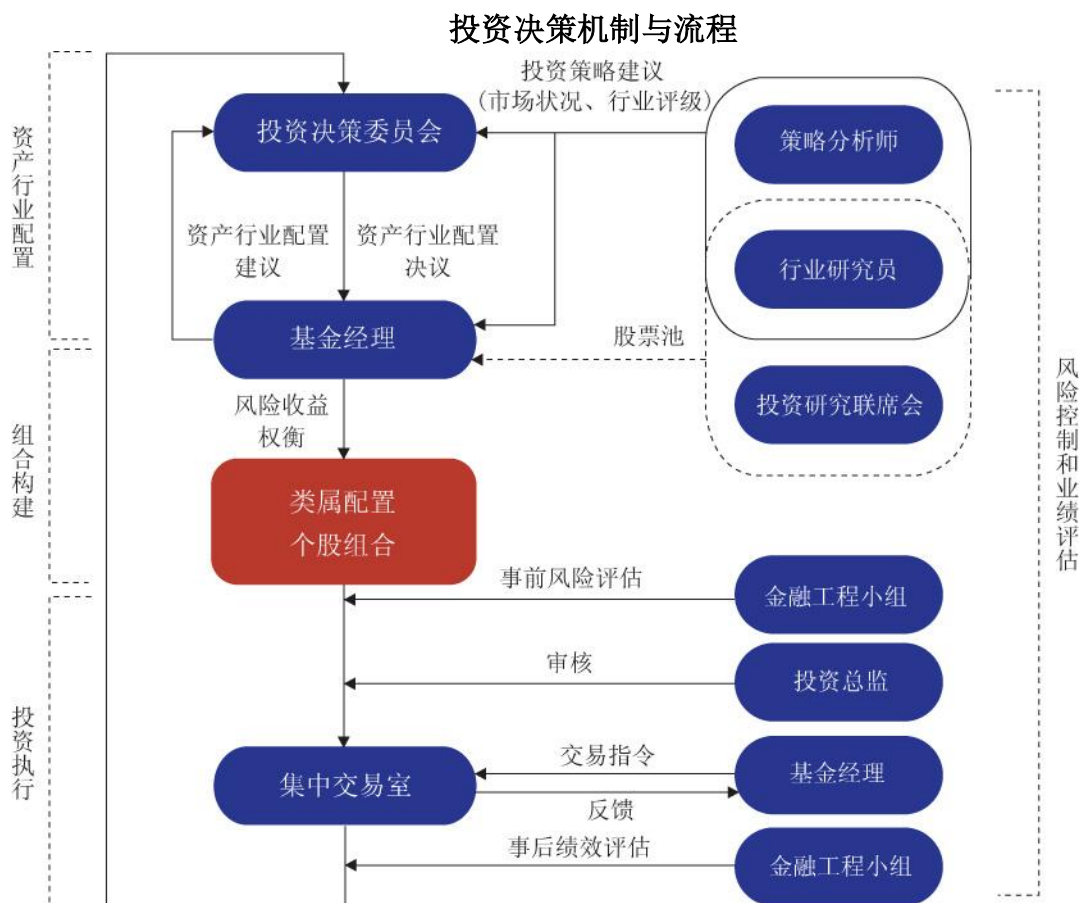 投资决策机制与流程
投资策略建议
(市场状况、行业评级)
投资决策委员会
策略分析师
资产行业配置
资产行业配置
建议
资产行业配置
决议
行业研究员
基金经理
股票池
投资研究联席会
风险收益
权衡
组合构建
类属配置
个股组合
风险控制和业绩评估
事前风险评估
金融工程小组
审核
投资总监
投资执行
集中交易室
交易指令
反馈
基金经理
事后绩效评估
金融工程小组